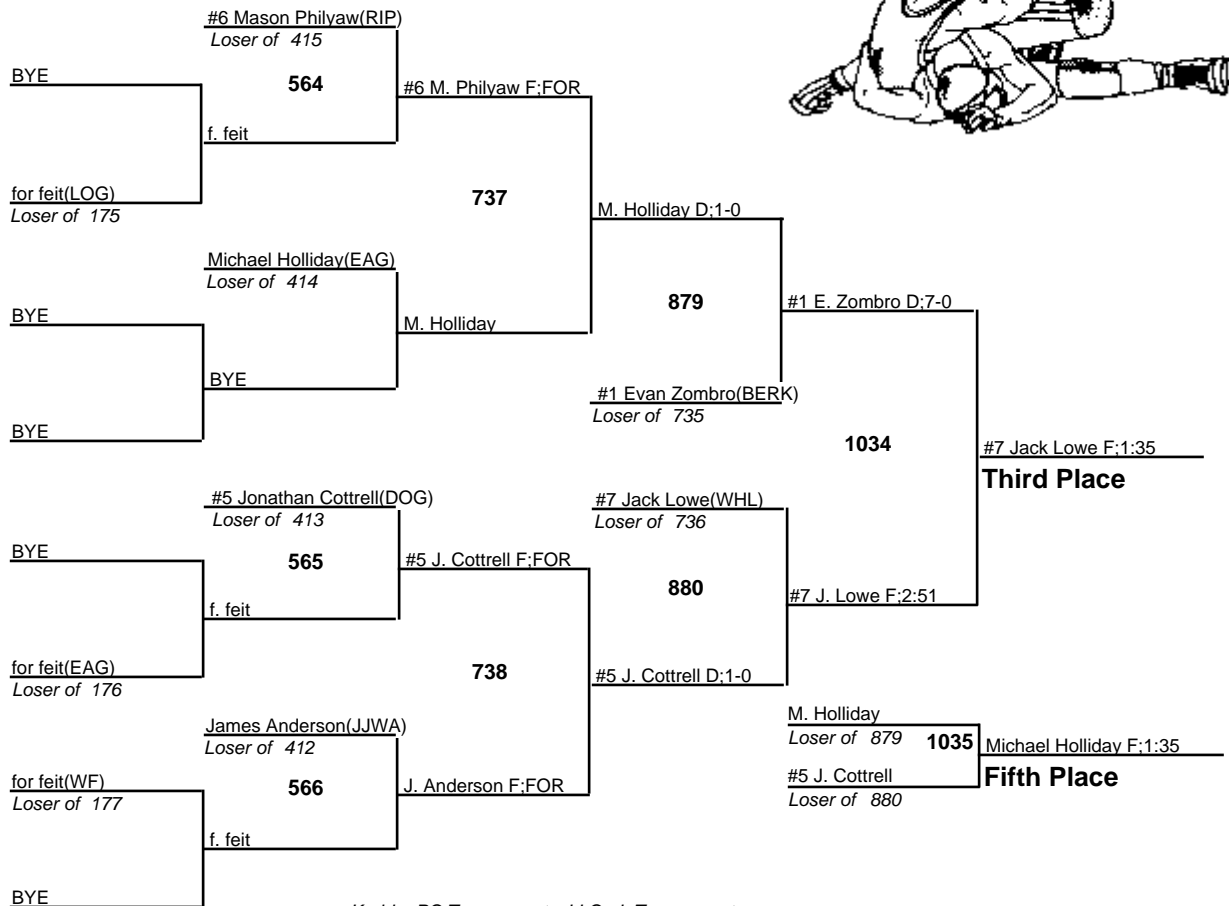 #6 Mason Philyaw(RIP)
Loser of 415
BYE
564
#6 M. Philyaw F;FOR
f. feit
for feit(LOG)
Loser of 175
737
M. Holliday D;1-0
Michael Holliday(EAG)
Loser of 414
BYE
M. Holliday
879
#1 E. Zombro D;7-0
BYE
#1 Evan Zombro(BERK)
Loser of 735
BYE
1034
#7 Jack Lowe F;1:35
Third Place
#5 Jonathan Cottrell(DOG)
Loser of 413
#7 Jack Lowe(WHL)
Loser of 736
BYE
565
#5 J. Cottrell F;FOR
880
#7 J. Lowe F;2:51
f. feit
for feit(EAG)
Loser of 176
738
#5 J. Cottrell D;1-0
James Anderson(JJWA)
Loser of 412
M. Holliday
Loser of 879
1035
Michael Holliday F;1:35
Fifth Place
#5 J. Cottrell
Loser of 880
for feit(WF)
Loser of 177
566
J. Anderson F;FOR
f. feit
BYE